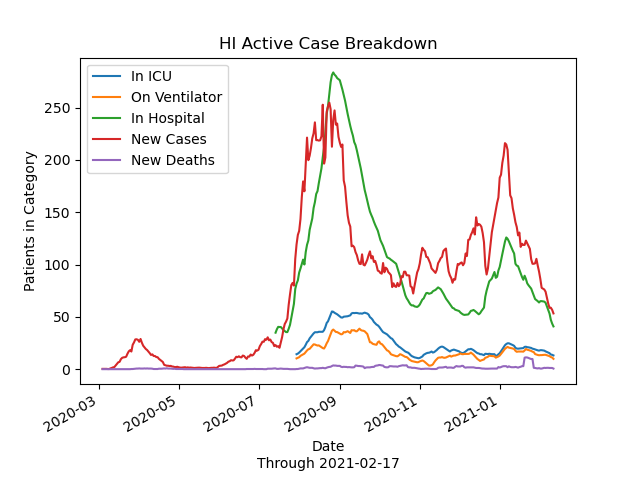 HI Active Case Breakdown
In ICU
On Ventilator
In Hospital
New Cases
New Deaths
Patients in Category
250
200
150
100
50
0
2020-03
2020-05
2020-07
2020-09
2020-11
2021-01
Date
Through 2021-02-17